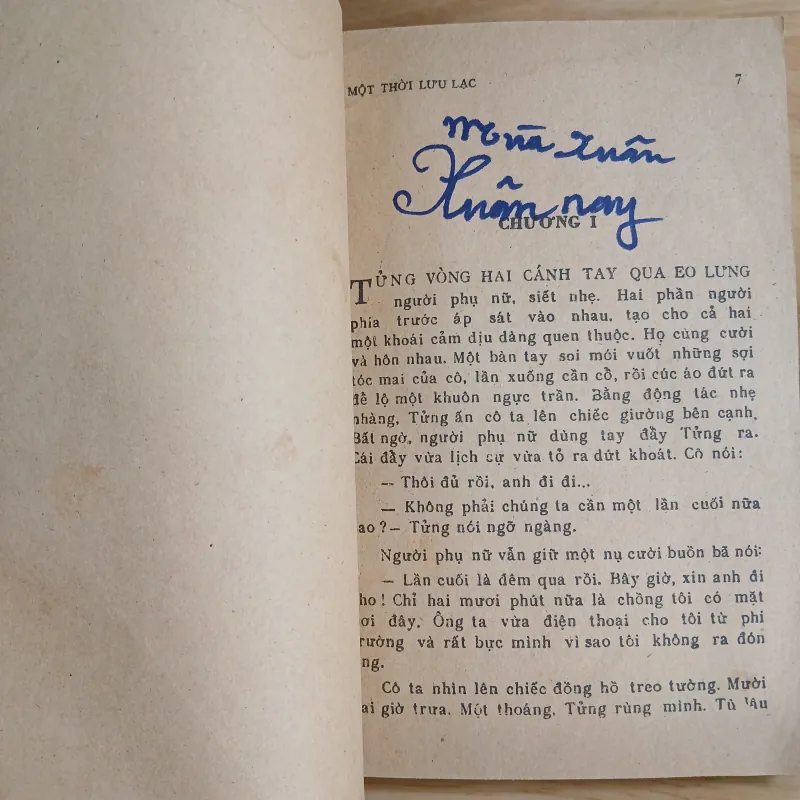 MỘT THỜI LƯU LẠC 7
Mùa xuân
Xuân nay
CHƯƠNG I
TỬNG VÒNG HAI CÁNH TAY QUA EO LƯNG
người phụ nữ, siết nhẹ. Hai phần người
phía trước áp sát vào nhau, tạo cho cả hai
một khoái cảm dịu dàng quen thuộc. Họ cùng cười
và hôn nhau. Một bàn tay soi mói vuốt những sợi
tóc mai của cô, lần xuống cần cổ, rồi cúc áo đứt ra
để lộ một khuôn ngực trần. Bằng động tác nhẹ
nhàng, Tửng ấn cô ta lên chiếc giường bên cạnh.
Bất ngờ, người phụ nữ dùng tay đẩy Tửng ra.
Cái đẩy vừa lịch sự vừa tỏ ra dứt khoát. Cô nói:
— Thôi đủ rồi, anh đi đi...
— Không phải chúng ta cần một lần cuối nữa
ao? — Tửng nói ngỡ ngàng.
Người phụ nữ vẫn giữ một nụ cười buồn bã nói:
— Lần cuối là đêm qua rồi. Bây giờ, xin anh đi
ho! Chỉ hai mươi phút nữa là chồng tôi có mặt
ơi đây. Ông ta vừa điện thoại cho tôi từ phi
rường và rất bực mình vì sao tôi không ra đón
ng.
Cô ta nhìn lên chiếc đồng hồ treo tường. Mười
ai giờ trưa. Một thoáng, Tửng rùng mình. Từ lâu